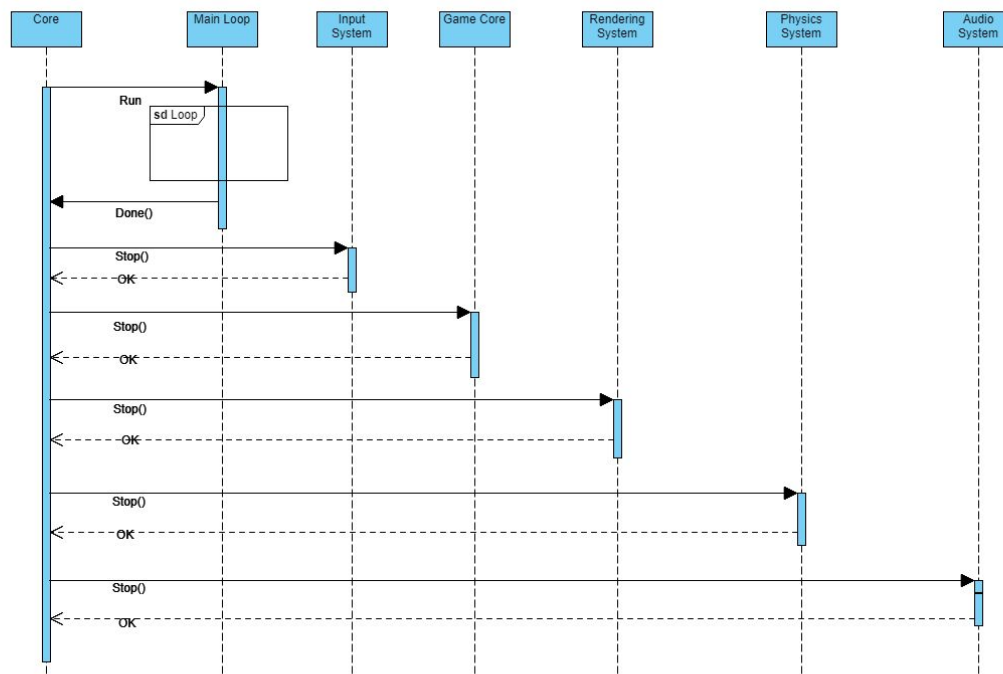 Core
Main Loop
Input
System
Game Core
Rendering
System
Physics
System
Audio
System
Run
sd Loop
Done()
Stop()
OK
Stop()
OK
Stop()
OK
Stop()
OK
Stop()
OK